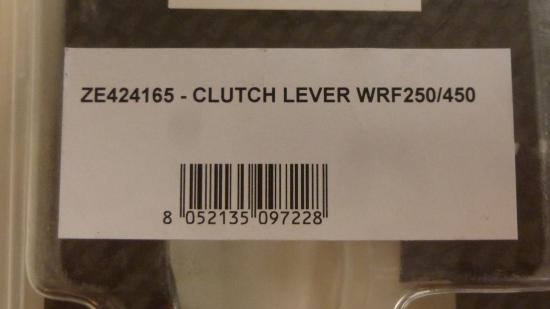 ZE424165 - CLUTCH LEVER WRF250/450
8 052135 097228